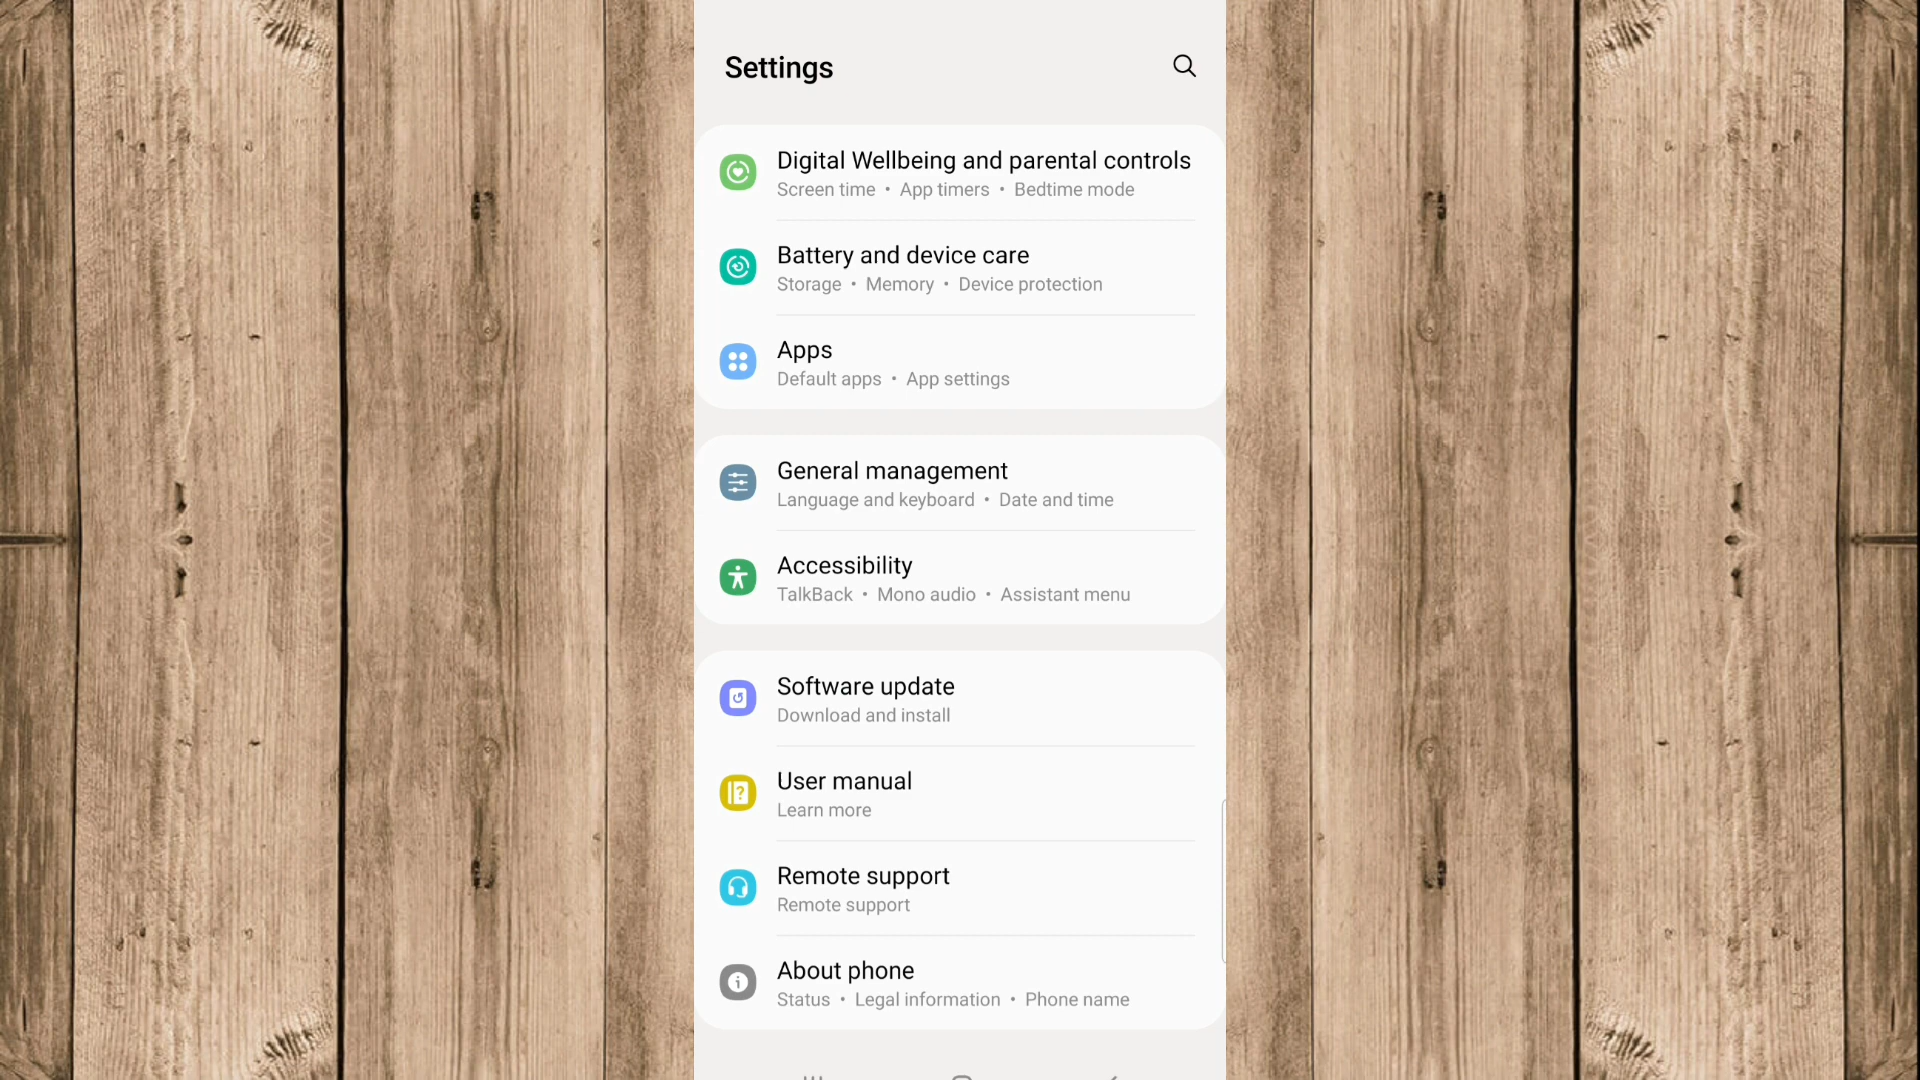 Settings
Digital Wellbeing and parental controls
Screen time • App timers • Bedtime mode
Battery and device care
Storage • Memory • Device protection
Apps
Default apps • App settings
General management
Language and keyboard • Date and time
Accessibility
TalkBack • Mono audio • Assistant menu
Software update
Download and install
User manual
Learn more
Remote support
Remote support
About phone
Status • Legal information • Phone name